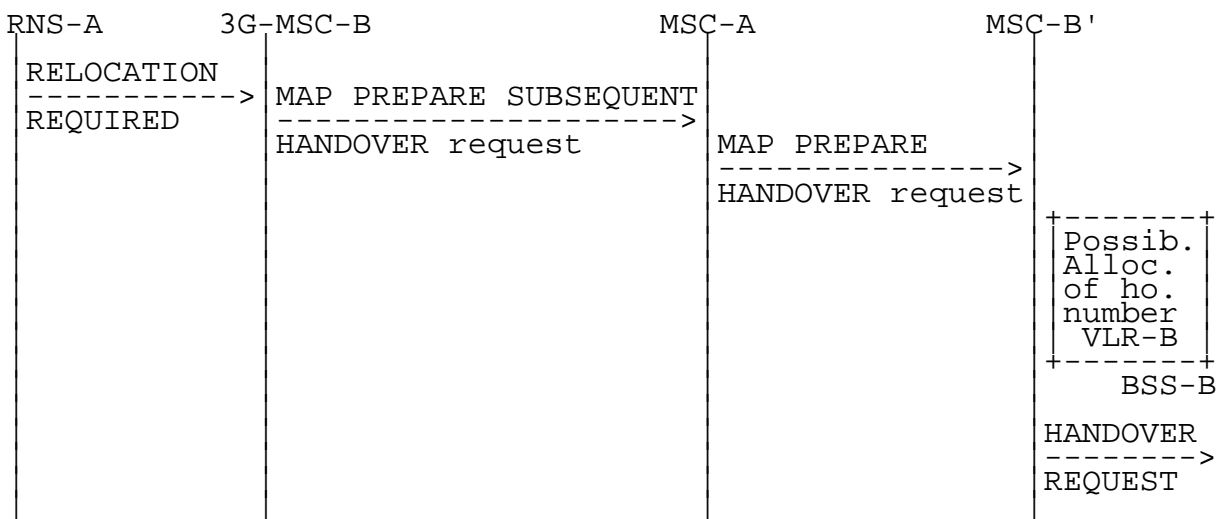 RNS-A 3G-MSC-B MSC-A MSC-B'
RELOCATION
REQUIRED
MAP PREPARE SUBSEQUENT
HANDOVER request
MAP PREPARE
HANDOVER request
Possib.
Alloc.
of ho.
number
VLR-B
BSS-B
HANDOVER
REQUEST